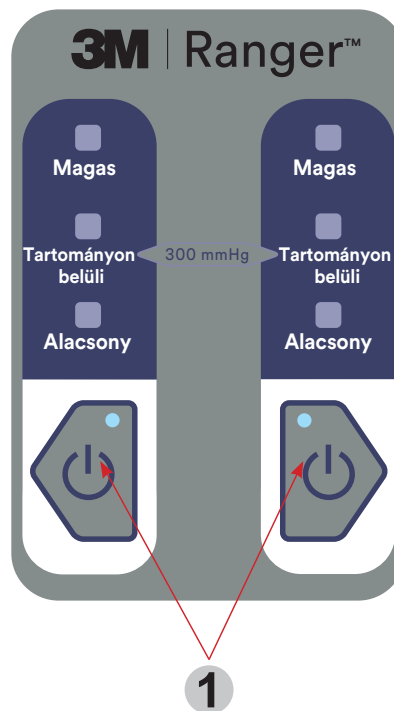 3M Ranger™
Magas
Magas
Tartományon
belüli
300 mmHg
Tartományon
belüli
Alacsony
Alacsony
1